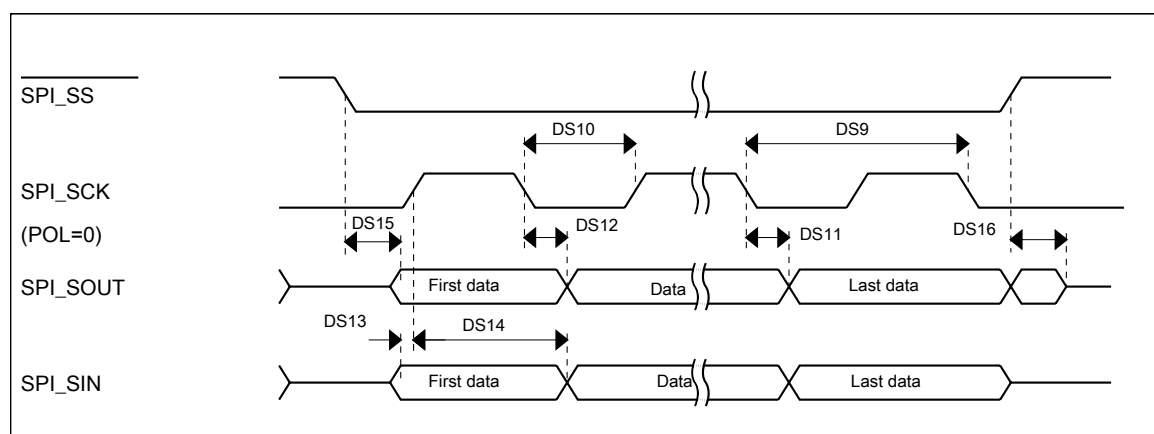 SPI_SS
DS10
DS9
SPI_SCK
(POL=0)
DS15
DS12
DS11
DS16
SPI_SOUT
First data
Data
Last data
DS13
DS14
SPI_SIN
First data
Data
Last data